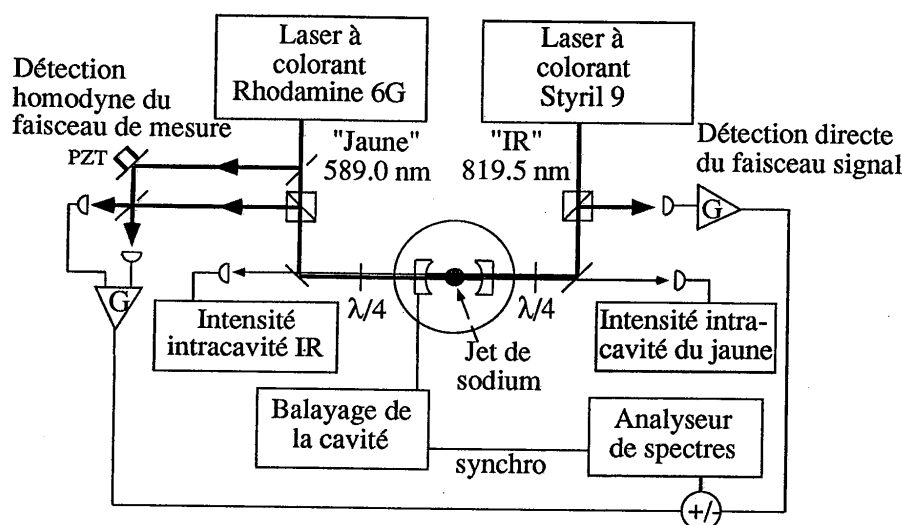 Laser à
colorant
Rhodamine 6G
Laser à
colorant
Styril 9
Détection
homodyne du
faisceau de mesure
PZT
"Jaune"
589.0 nm
"IR"
819.5 nm
Détection directe
du faisceau signal
G
G
λ/4
λ/4
Intensité
intracavité IR
Jet de
sodium
Intensité intra-
cavité du jaune
Balayage de
la cavité
synchro
Analyseur
de spectres
+/-